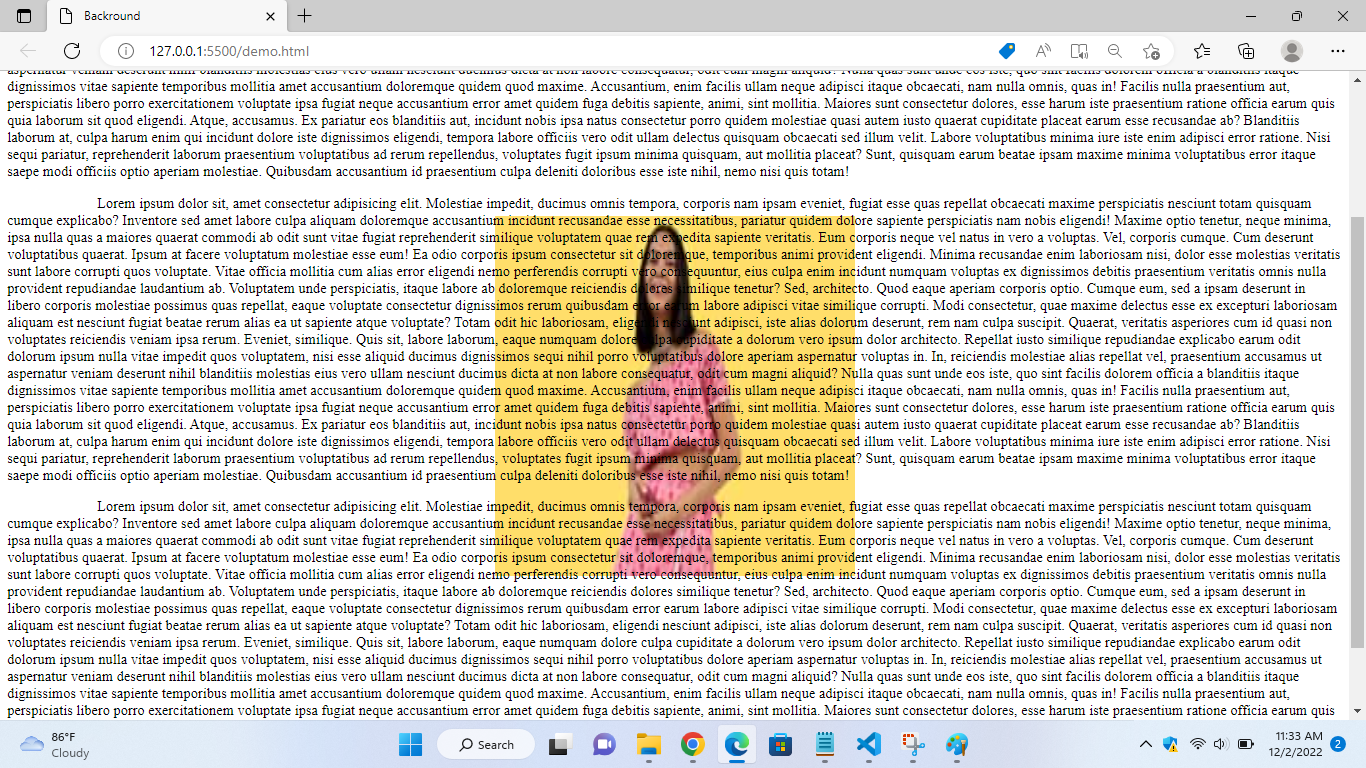 Backround
127.0.0.1:5500/demo.html
dignissimos vitae sapiente temporibus mollitia amet accusantium doloremque quidem quod maxime. Accusantium, enim facilis ullam neque adipisci itaque obcaecati, nam nulla omnis, quas in! Facilis nulla praesentium aut,
perspiciatis libero porro exercitationem voluptate ipsa fugiat neque accusantium error amet quidem fuga debitis sapiente, animi, sint mollitia. Maiores sunt consectetur dolores, esse harum iste praesentium ratione officia earum quis
quia laborum sit quod eligendi. Atque, accusamus. Ex pariatur eos blanditiis aut, incidunt nobis ipsa natus consectetur porro quidem molestiae quasi autem iusto quaerat cupiditate placeat earum esse recusandae ab? Blanditiis
laborum at, culpa harum enim qui incidunt dolore iste dignissimos eligendi, tempora labore officiis vero odit ullam delectus quisquam obcaecati sed illum velit. Labore voluptatibus minima iure iste enim adipisci error ratione. Nisi
sequi pariatur, reprehenderit laborum praesentium voluptatibus ad rerum repellendus, voluptates fugit ipsum minima quisquam, aut mollitia placeat? Sunt, quisquam earum beatae ipsam maxime minima voluptatibus error itaque
saepe modi officiis optio aperiam molestiae. Quibusdam accusantium id praesentium culpa deleniti doloribus esse iste nihil, nemo nisi quis totam!
Lorem ipsum dolor sit, amet consectetur adipisicing elit. Molestiae impedit, ducimus omnis tempora, corporis nam ipsam eveniet, fugiat esse quas repellat obcaecati maxime perspiciatis necessitatibus nesciunt totam quisquam
cumque explicabo? Inventore sed amet labore culpa aliquam doloremque accusantium incidunt recusandae esse necessitatibus, pariatur quidem dolores sapiente perspiciatis nam nobis eligendi! Maxime optio tenetur, neque minima,
ipsa nulla quas a maiores quaerat commodi ab odit sunt vitae fugiat reprehenderit similique voluptatem quae rem expedita sapiente veritatis. Eum corporis neque vel natus in vero a voluptas. Vel, corporis cumque. Cum deserunt
voluptatibus quaerat. Ipsum at facere voluptatum molestiae esse eum! Ea odio corporis ipsum consectetur sit doloremque, temporibus animi provident eligendi. Minima recusandae enim laboriosam nisi, dolor esse molestias veritatis
sunt labore corrupti quos voluptate. Vitae officia mollitia cum alias error eligendi nemo perferendis corrupti vero consequuntur, eius culpa enim incidunt numquam voluptas ex dignissimos debitis praesentium veritatis omnis nulla
provident repudiandae laudantium ab. Voluptatem unde perspiciatis, itaque labore ab doloremque reiciendis dolores similique tenetur? Sed, architecto. Quod eaque aperiam corporis optio. Cumque eum, sed a ipsam deserunt in
libero corporis molestiae possimus quas repellat, eaque voluptate consectetur dignissimos rerum quibusdam error earum labore adipisci vitae similique corrupti. Modi consectetur, quae maxime delectus esse ex excepturi laboriosam
aliquam est nesciunt fugiat beatae rerum alias ea ut sapiente atque voluptate? Totam odit hic laboriosam, eligendi nesciunt adipisci, iste alias dolorum deserunt, rem nam culpa suscipit. Quaerat, veritatis asperiores cum id quasi non
voluptates reiciendis veniam ipsa rerum. Eveniet, similique. Quis sit, labore laborum, eaque numquam dolore culpa cupiditate a dolorum vero ipsum dolor architecto. Repellat iusto similique repudiandae explicabo earum odit
dolorum ipsum nulla vitae impedit quos voluptatem, nisi esse aliquid ducimus dignissimos sequi nihil porro voluptatibus dolore aperiam aspernatur voluptas in. In, reiciendis molestiae alias repellat vel, praesentium accusamus ut
aspernatur veniam deserunt nihil blanditiis molestias eius vero ullam nesciunt ducimus dicta at non labore consequatur, odit cum magni aliquid? Nulla quas sunt unde eos iste, quo sint facilis dolorem officia a blanditiis itaque
dignissimos vitae sapiente temporibus mollitia amet accusantium doloremque quidem quod maxime. Accusantium, enim facilis ullam neque adipisci itaque obcaecati, nam nulla omnis, quas in! Facilis nulla praesentium aut,
perspiciatis libero porro exercitationem voluptate ipsa fugiat neque accusantium error amet quidem fuga debitis sapiente, animi, sint mollitia. Maiores sunt consectetur dolores, esse harum iste praesentium ratione officia earum quis
quia laborum sit quod eligendi. Atque, accusamus. Ex pariatur eos blanditiis aut, incidunt nobis ipsa natus consectetur porro quidem molestiae quasi autem iusto quaerat cupiditate placeat earum esse recusandae ab? Blanditiis
laborum at, culpa harum enim qui incidunt dolore iste dignissimos eligendi, tempora labore officiis vero odit ullam delectus quisquam obcaecati sed illum velit. Labore voluptatibus minima iure iste enim adipisci error ratione. Nisi
sequi pariatur, reprehenderit laborum praesentium voluptatibus ad rerum repellendus, voluptates fugit ipsum minima quisquam, aut mollitia placeat? Sunt, quisquam earum beatae ipsam maxime minima voluptatibus error itaque
saepe modi officiis optio aperiam molestiae. Quibusdam accusantium id praesentium culpa deleniti doloribus esse iste nihil, nemo nisi quis totam!
Lorem ipsum dolor sit, amet consectetur adipisicing elit. Molestiae impedit, ducimus omnis tempora, corporis nam ipsam eveniet, fugiat esse quas repellat obcaecati maxime perspiciatis necessitatibus nesciunt totam quisquam
cumque explicabo? Inventore sed amet labore culpa aliquam doloremque accusantium incidunt recusandae esse necessitatibus, pariatur quidem dolores sapiente perspiciatis nam nobis eligendi! Maxime optio tenetur, neque minima,
ipsa nulla quas a maiores quaerat commodi ab odit sunt vitae fugiat reprehenderit similique voluptatem quae rem expedita sapiente veritatis. Eum corporis neque vel natus in vero a voluptas. Vel, corporis cumque. Cum deserunt
voluptatibus quaerat. Ipsum at facere voluptatum molestiae esse eum! Ea odio corporis ipsum consectetur sit doloremque, temporibus animi provident eligendi. Minima recusandae enim laboriosam nisi, dolor esse molestias veritatis
sunt labore corrupti quos voluptate. Vitae officia mollitia cum alias error eligendi nemo perferendis corrupti vero consequuntur, eius culpa enim incidunt numquam voluptas ex dignissimos debitis praesentium veritatis omnis nulla
provident repudiandae laudantium ab. Voluptatem unde perspiciatis, itaque labore ab doloremque reiciendis dolores similique tenetur? Sed, architecto. Quod eaque aperiam corporis optio. Cumque eum, sed a ipsam deserunt in
libero corporis molestiae possimus quas repellat, eaque voluptate consectetur dignissimos rerum quibusdam error earum labore adipisci vitae similique corrupti. Modi consectetur, quae maxime delectus esse ex excepturi laboriosam
aliquam est nesciunt fugiat beatae rerum alias ea ut sapiente atque voluptate? Totam odit hic laboriosam, eligendi nesciunt adipisci, iste alias dolorum deserunt, rem nam culpa suscipit. Quaerat, veritatis asperiores cum id quasi non
voluptates reiciendis veniam ipsa rerum. Eveniet, similique. Quis sit, labore laborum, eaque numquam dolore culpa cupiditate a dolorum vero ipsum dolor architecto. Repellat iusto similique repudiandae explicabo earum odit
dolorum ipsum nulla vitae impedit quos voluptatem, nisi esse aliquid ducimus dignissimos sequi nihil porro voluptatibus dolore aperiam aspernatur voluptas in. In, reiciendis molestiae alias repellat vel, praesentium accusamus ut
aspernatur veniam deserunt nihil blanditiis molestias eius vero ullam nesciunt ducimus dicta at non labore consequatur, odit cum magni aliquid? Nulla quas sunt unde eos iste, quo sint facilis dolorem officia a blanditiis itaque
dignissimos vitae sapiente temporibus mollitia amet accusantium doloremque quidem quod maxime. Accusantium, enim facilis ullam neque adipisci itaque obcaecati, nam nulla omnis, quas in! Facilis nulla praesentium aut,
perspiciatis libero porro exercitationem voluptate ipsa fugiat neque accusantium error amet quidem fuga debitis sapiente, animi, sint mollitia. Maiores sunt consectetur dolores, esse harum iste praesentium ratione officia earum quis
86°F
Cloudy
Search
11:33 AM
12/2/2022
2